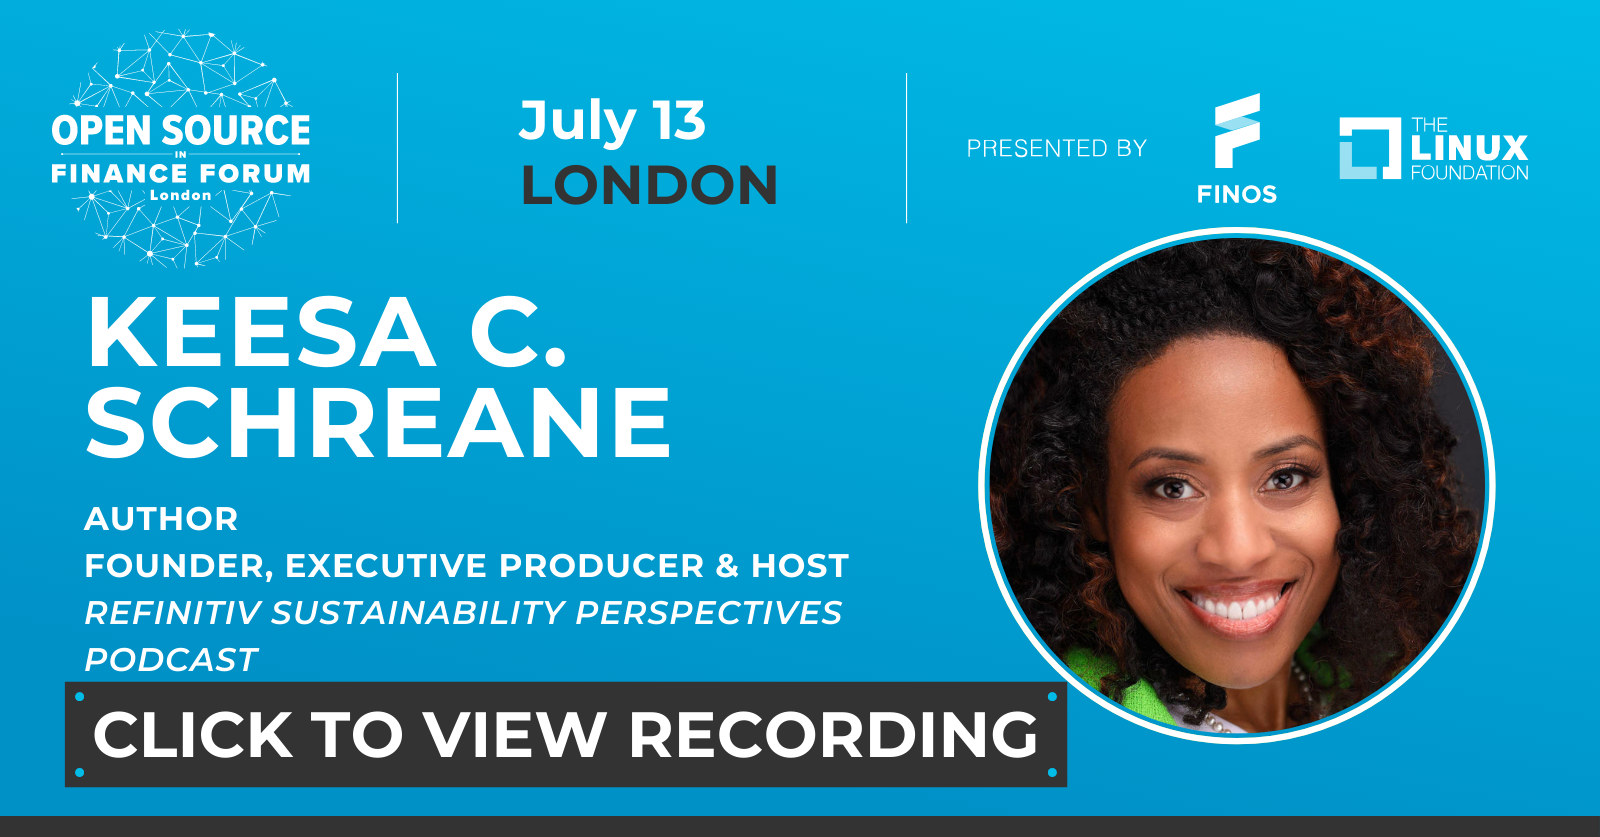 OPEN SOURCE
IN
FINANCE FORUM
London
July 13
LONDON
PRESENTED BY
FINOS
THE
LINUX
FOUNDATION
KEESA C.
SCHREANE
AUTHOR
FOUNDER, EXECUTIVE PRODUCER & HOST
REFINITIV SUSTAINABILITY PERSPECTIVES
PODCAST
CLICK TO VIEW RECORDING